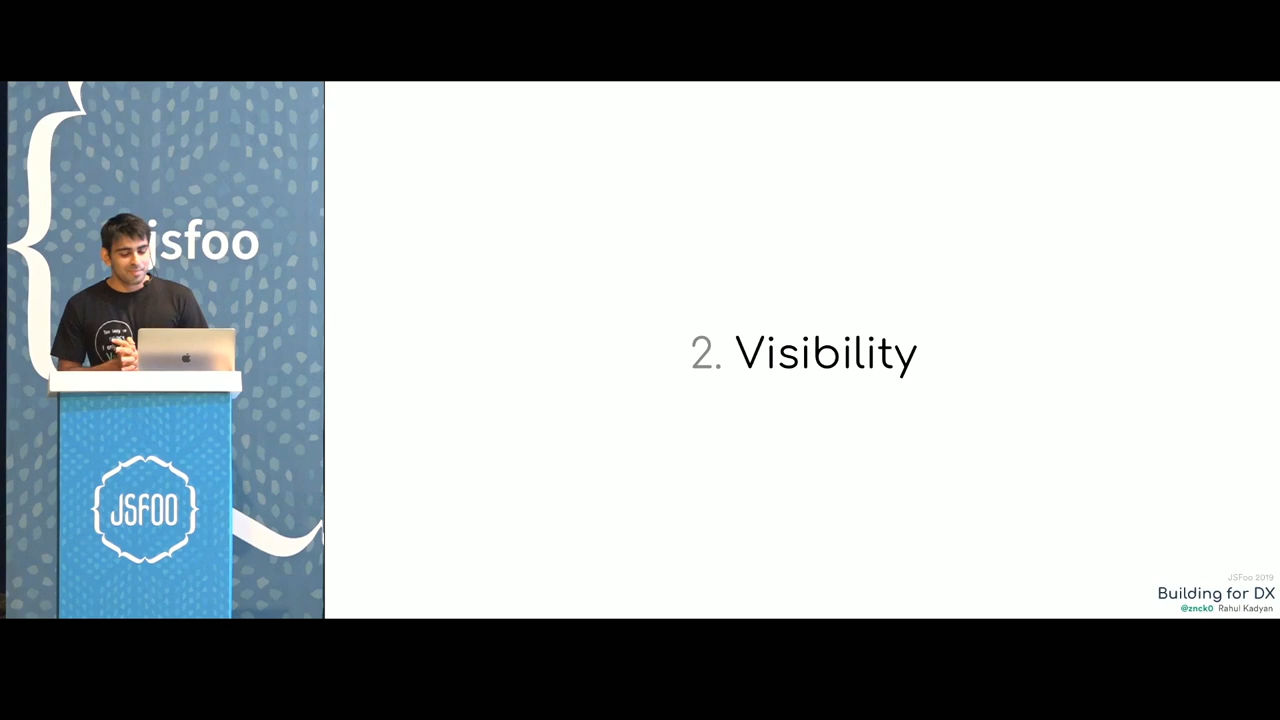 jsfoo
JSFOO
2. Visibility
JSFoo 2019
Building for DX
@znck0 Rahul Kadyan